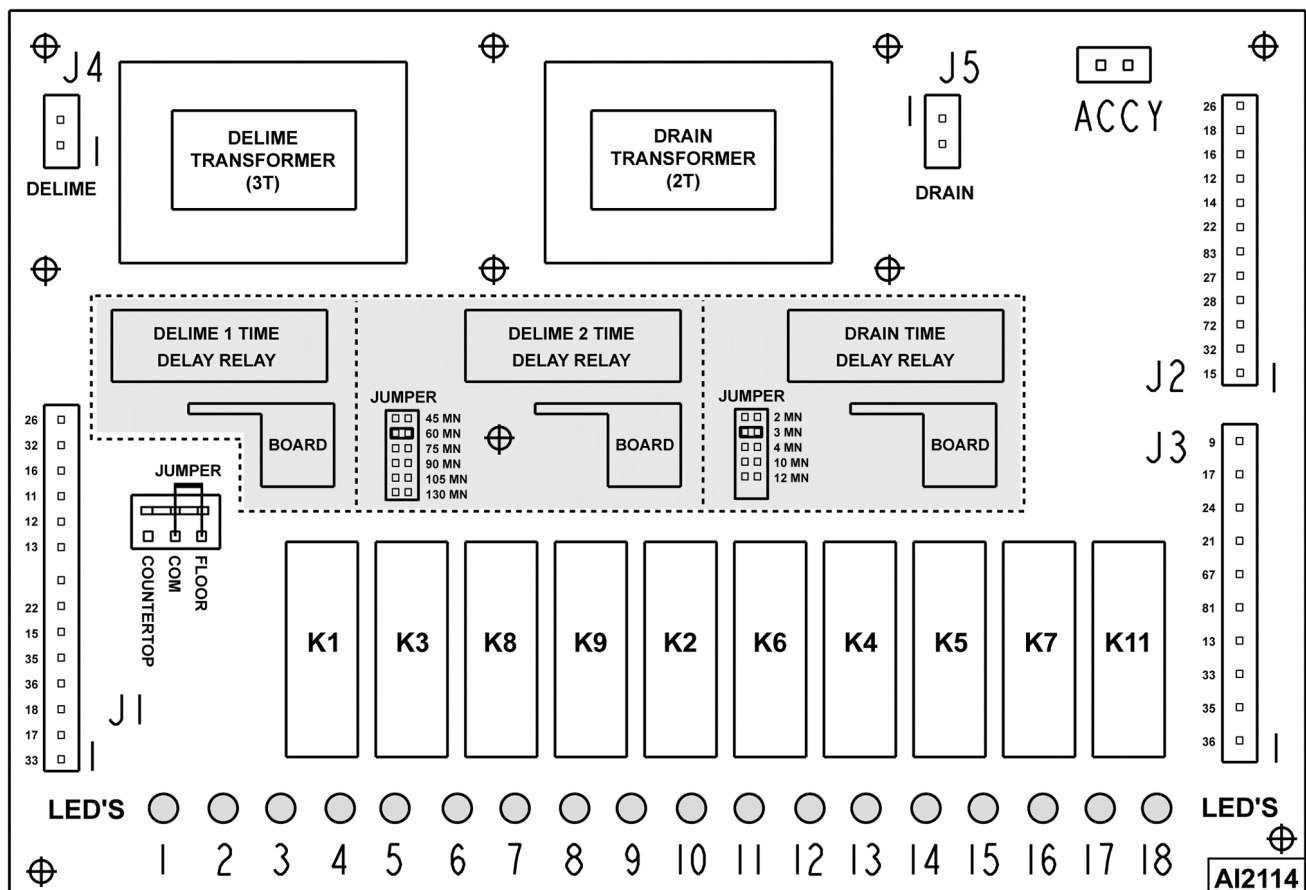 J4
DELIME
DELIME
TRANSFORMER
(3T)
DRAIN
TRANSFORMER
(2T)
J5
1
1
DRAIN
ACCY
26
18
16
12
14
22
83
27
28
72
32
15
J2 1
DELIME 1 TIME
DELAY RELAY
DELIME 2 TIME
DELAY RELAY
DRAIN TIME
DELAY RELAY
BOARD
JUMPER
45 MN
60 MN
75 MN
90 MN
105 MN
130 MN
BOARD
JUMPER
2 MN
3 MN
4 MN
10 MN
12 MN
BOARD
26
32
16
11
12
13
22
15
35
36
18
17
33
J1
1
JUMPER
COUNTERTOP
COM
FLOOR
J3
9
17
24
21
67
81
13
33
35
36
1
K1 K3 K8 K9 K2 K6 K4 K5 K7 K11
LED'S LED'S
1 2 3 4 5 6 7 8 9 10 11 12 13 14 15 16 17 18
AI2114